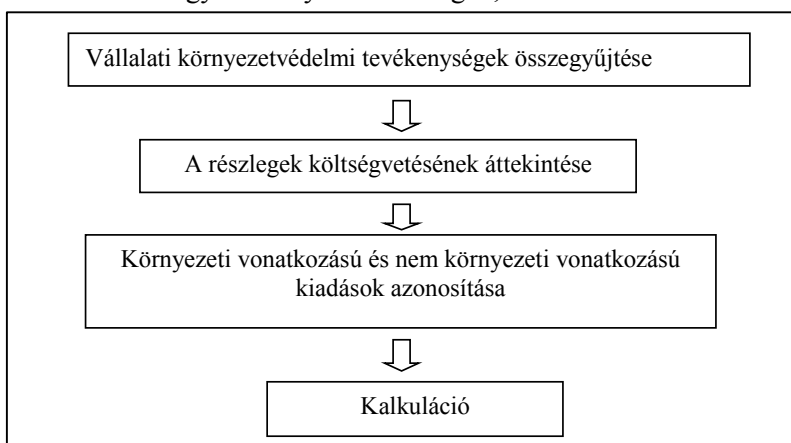 Vállalati környezetvédelmi tevékenységek összegyűjtése
A részlegek költségvetésének áttekintése
Környezeti vonatkozású és nem környezeti vonatkozású
kiadások azonosítása
Kalkuláció